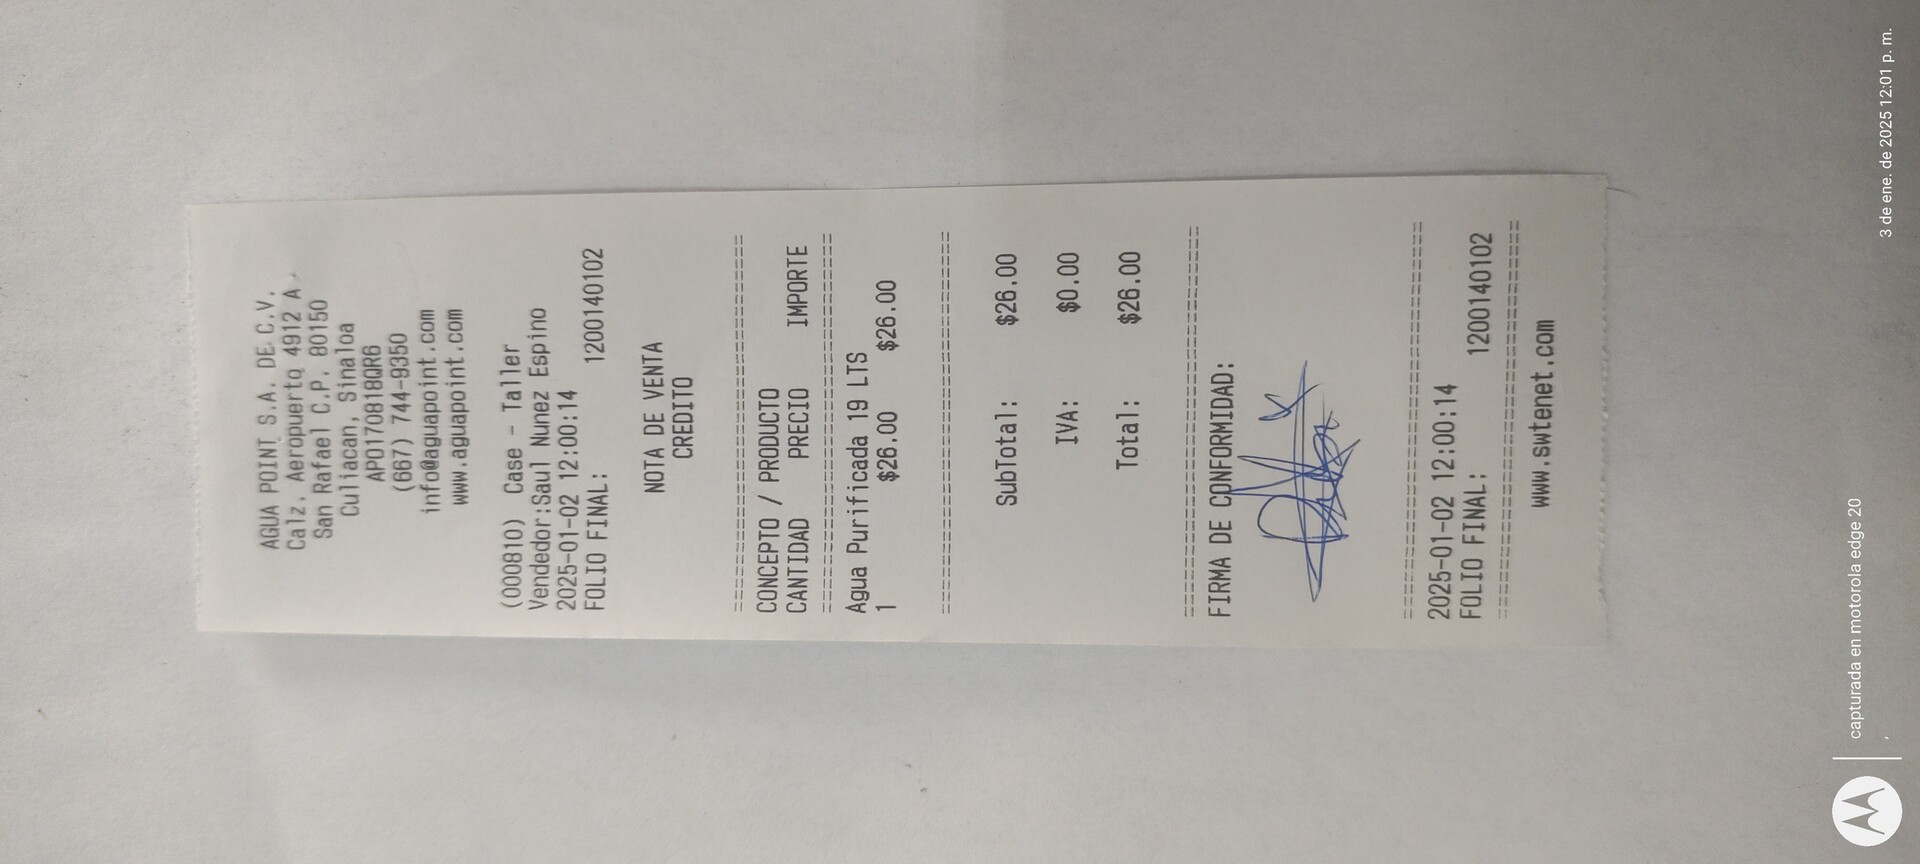 AGUA POINT S.A. DE C.V.
Calz. Aeropuerto 4912 A,
San Rafael C.P. 80150
Culiacan, Sinaloa
APO170818QR6
(667) 744-9350
info@aguapoint.com
www.aguapoint.com
(000810) Case - Taller
Vendedor:Saul Nunez Espino
2025-01-02 12:00:14
FOLIO FINAL: 1200140102
NOTA DE VENTA
CREDITO
==============================
CONCEPTO / PRODUCTO
CANTIDAD PRECIO IMPORTE
==============================
Agua Purificada 19 LTS
1 $26.00 $26.00
==============================
SubTotal: $26.00
IVA: $0.00
Total: $26.00
==============================
FIRMA DE CONFORMIDAD:
==============================
2025-01-02 12:00:14
FOLIO FINAL: 1200140102
==============================
www.swtenet.com
capturada en motorola edge 20
, 3 de ene. de 2025 12:01 p. m.